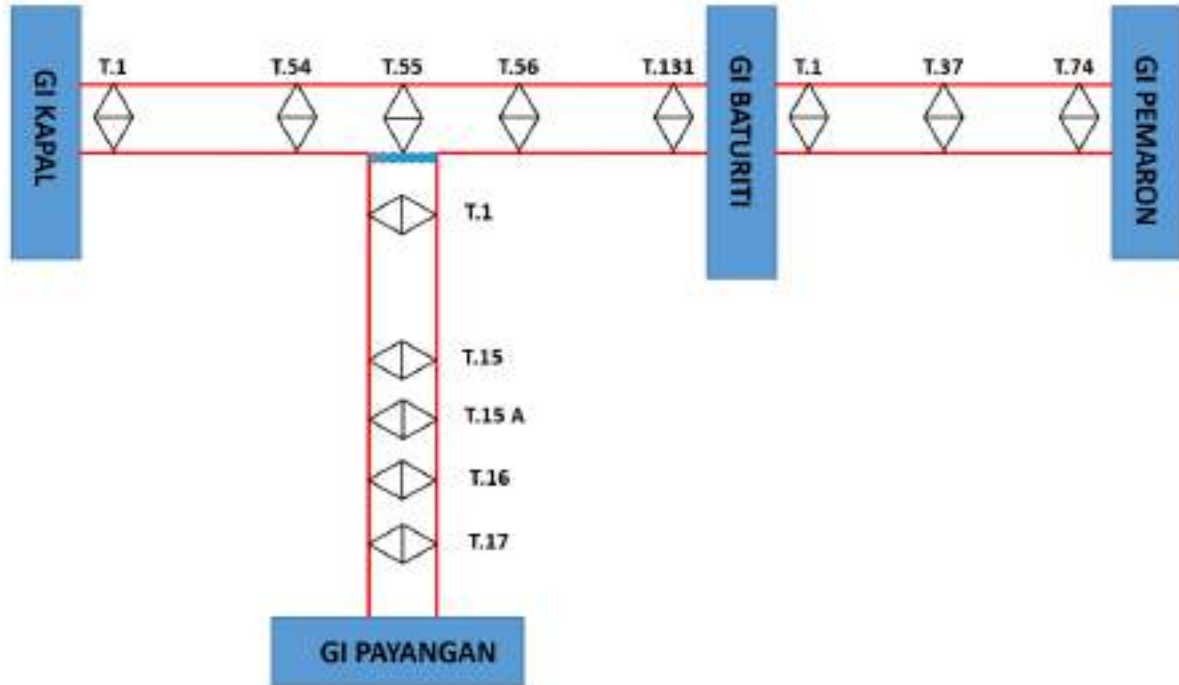 GI KAPAL
T.1
T.54
T.55
T.56
T.131
GI BATURITI
T.1
T.37
T.74
GI PEMARON
T.1
T.15
T.15 A
T.16
T.17
GI PAYANGAN